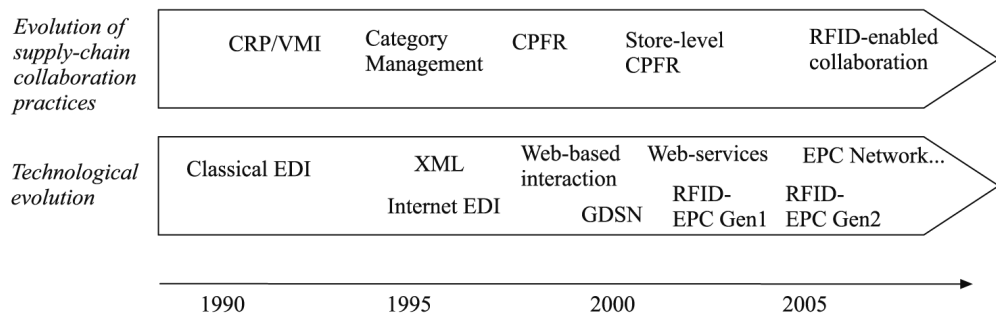 Evolution of
supply-chain
collaboration
practices
CRP/VMI
Category
Management
CPFR
Store-level
CPFR
RFID-enabled
collaboration
Technological
evolution
Classical EDI
XML
Internet EDI
Web-based
interaction
GDSN
Web-services
RFID-
EPC Gen1
EPC Network...
RFID-
EPC Gen2
1990
1995
2000
2005